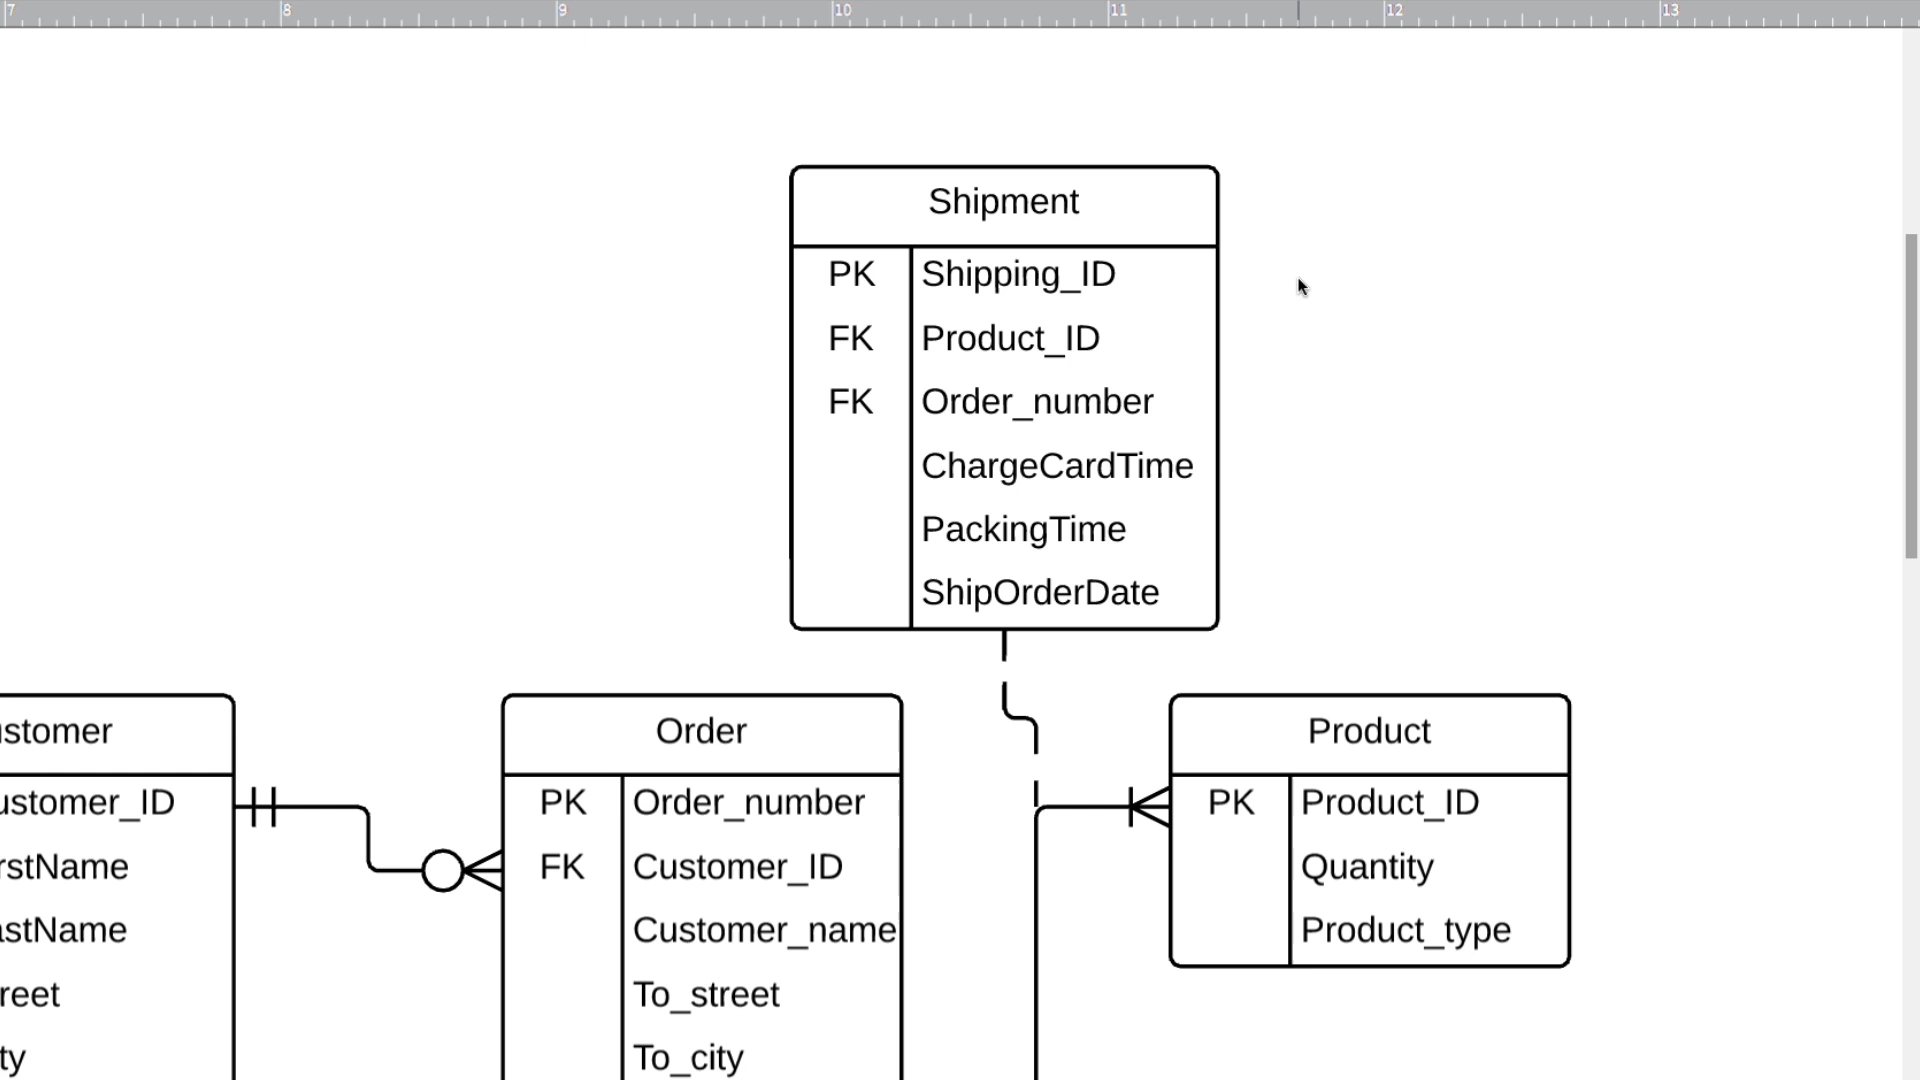 7 8 9 10 11 12 13
Shipment
PK Shipping_ID
FK Product_ID
FK Order_number
ChargeCardTime
PackingTime
ShipOrderDate
ustomer
ustomer_ID
rstName
astName
reet
ty
Order
PK Order_number
FK Customer_ID
Customer_name
To_street
To_city
Product
PK Product_ID
Quantity
Product_type